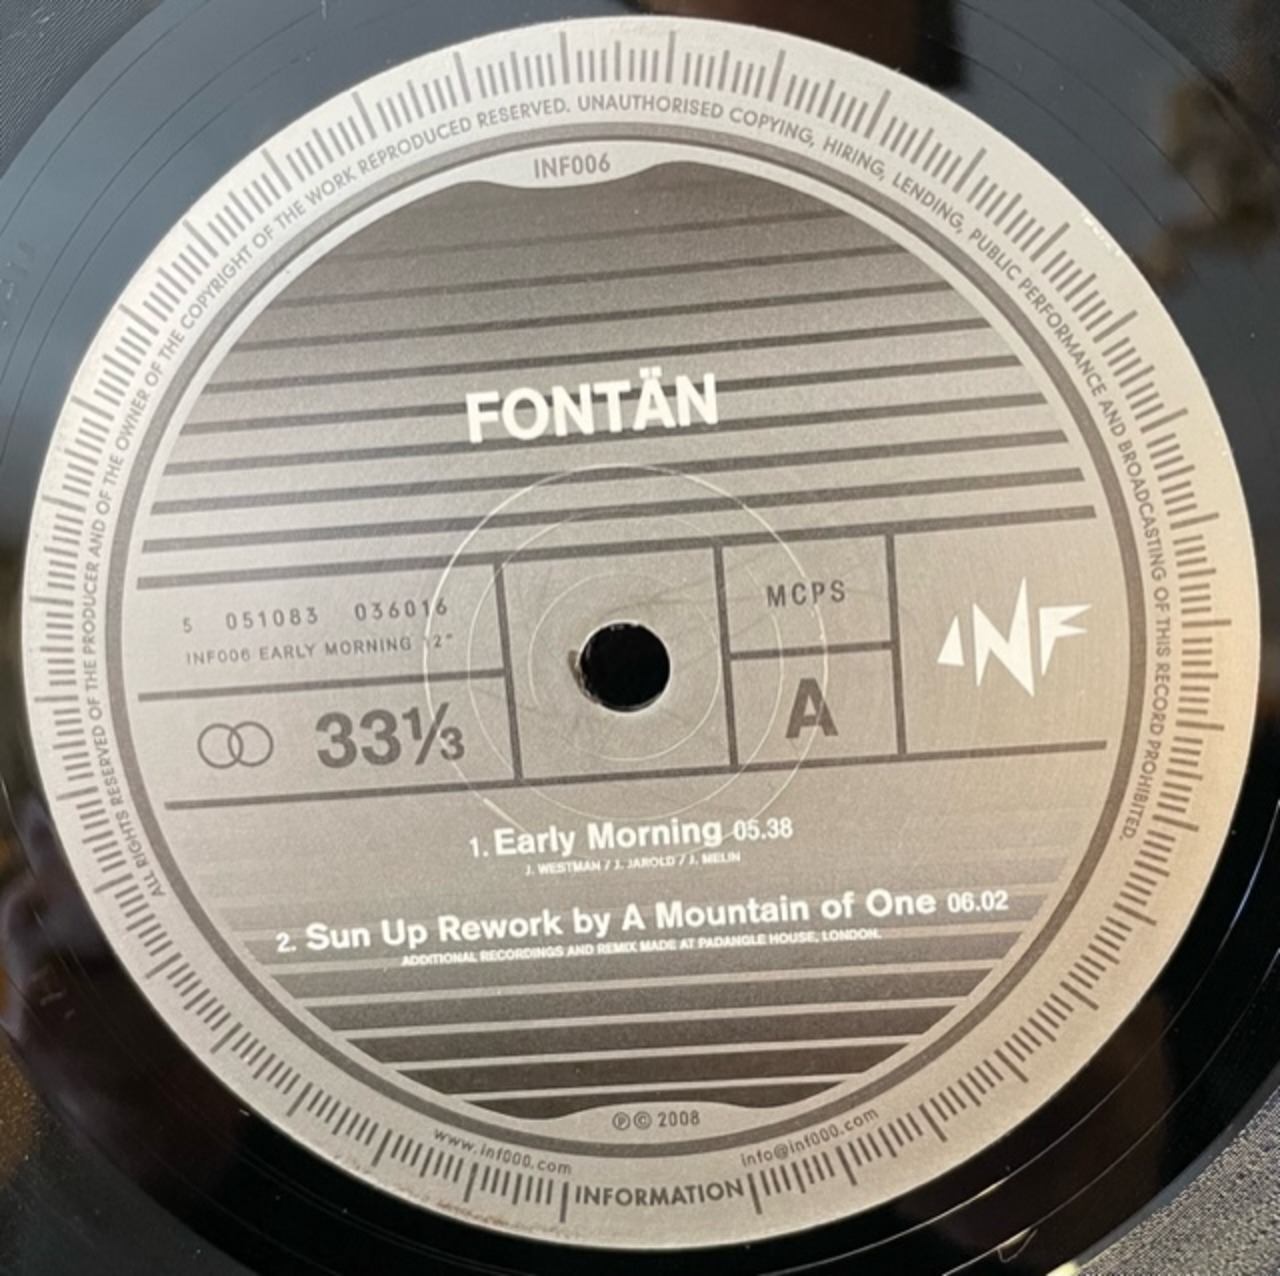 ALL RIGHTS RESERVED OF THE PRODUCER AND OF THE OWNER OF THE COPYRIGHT OF THE WORK REPRODUCED RESERVED. UNAUTHORISED COPYING, HIRING, LENDING, PUBLIC PERFORMANCE AND BROADCASTING OF THIS RECORD PROHIBITED.
INF006
FONTÄN
5 051083 036016
INF006 EARLY MORNING 12"
33⅓
MCPS
A
INF
1. Early Morning 05.38
J. WESTMAN / J. JAROLD / J. MELIN
2. Sun Up Rework by A Mountain of One 06.02
ADDITIONAL RECORDINGS AND REMIX MADE AT PADANGLE HOUSE, LONDON.
℗ © 2008
www.inf000.com
info@inf000.com
INFORMATION